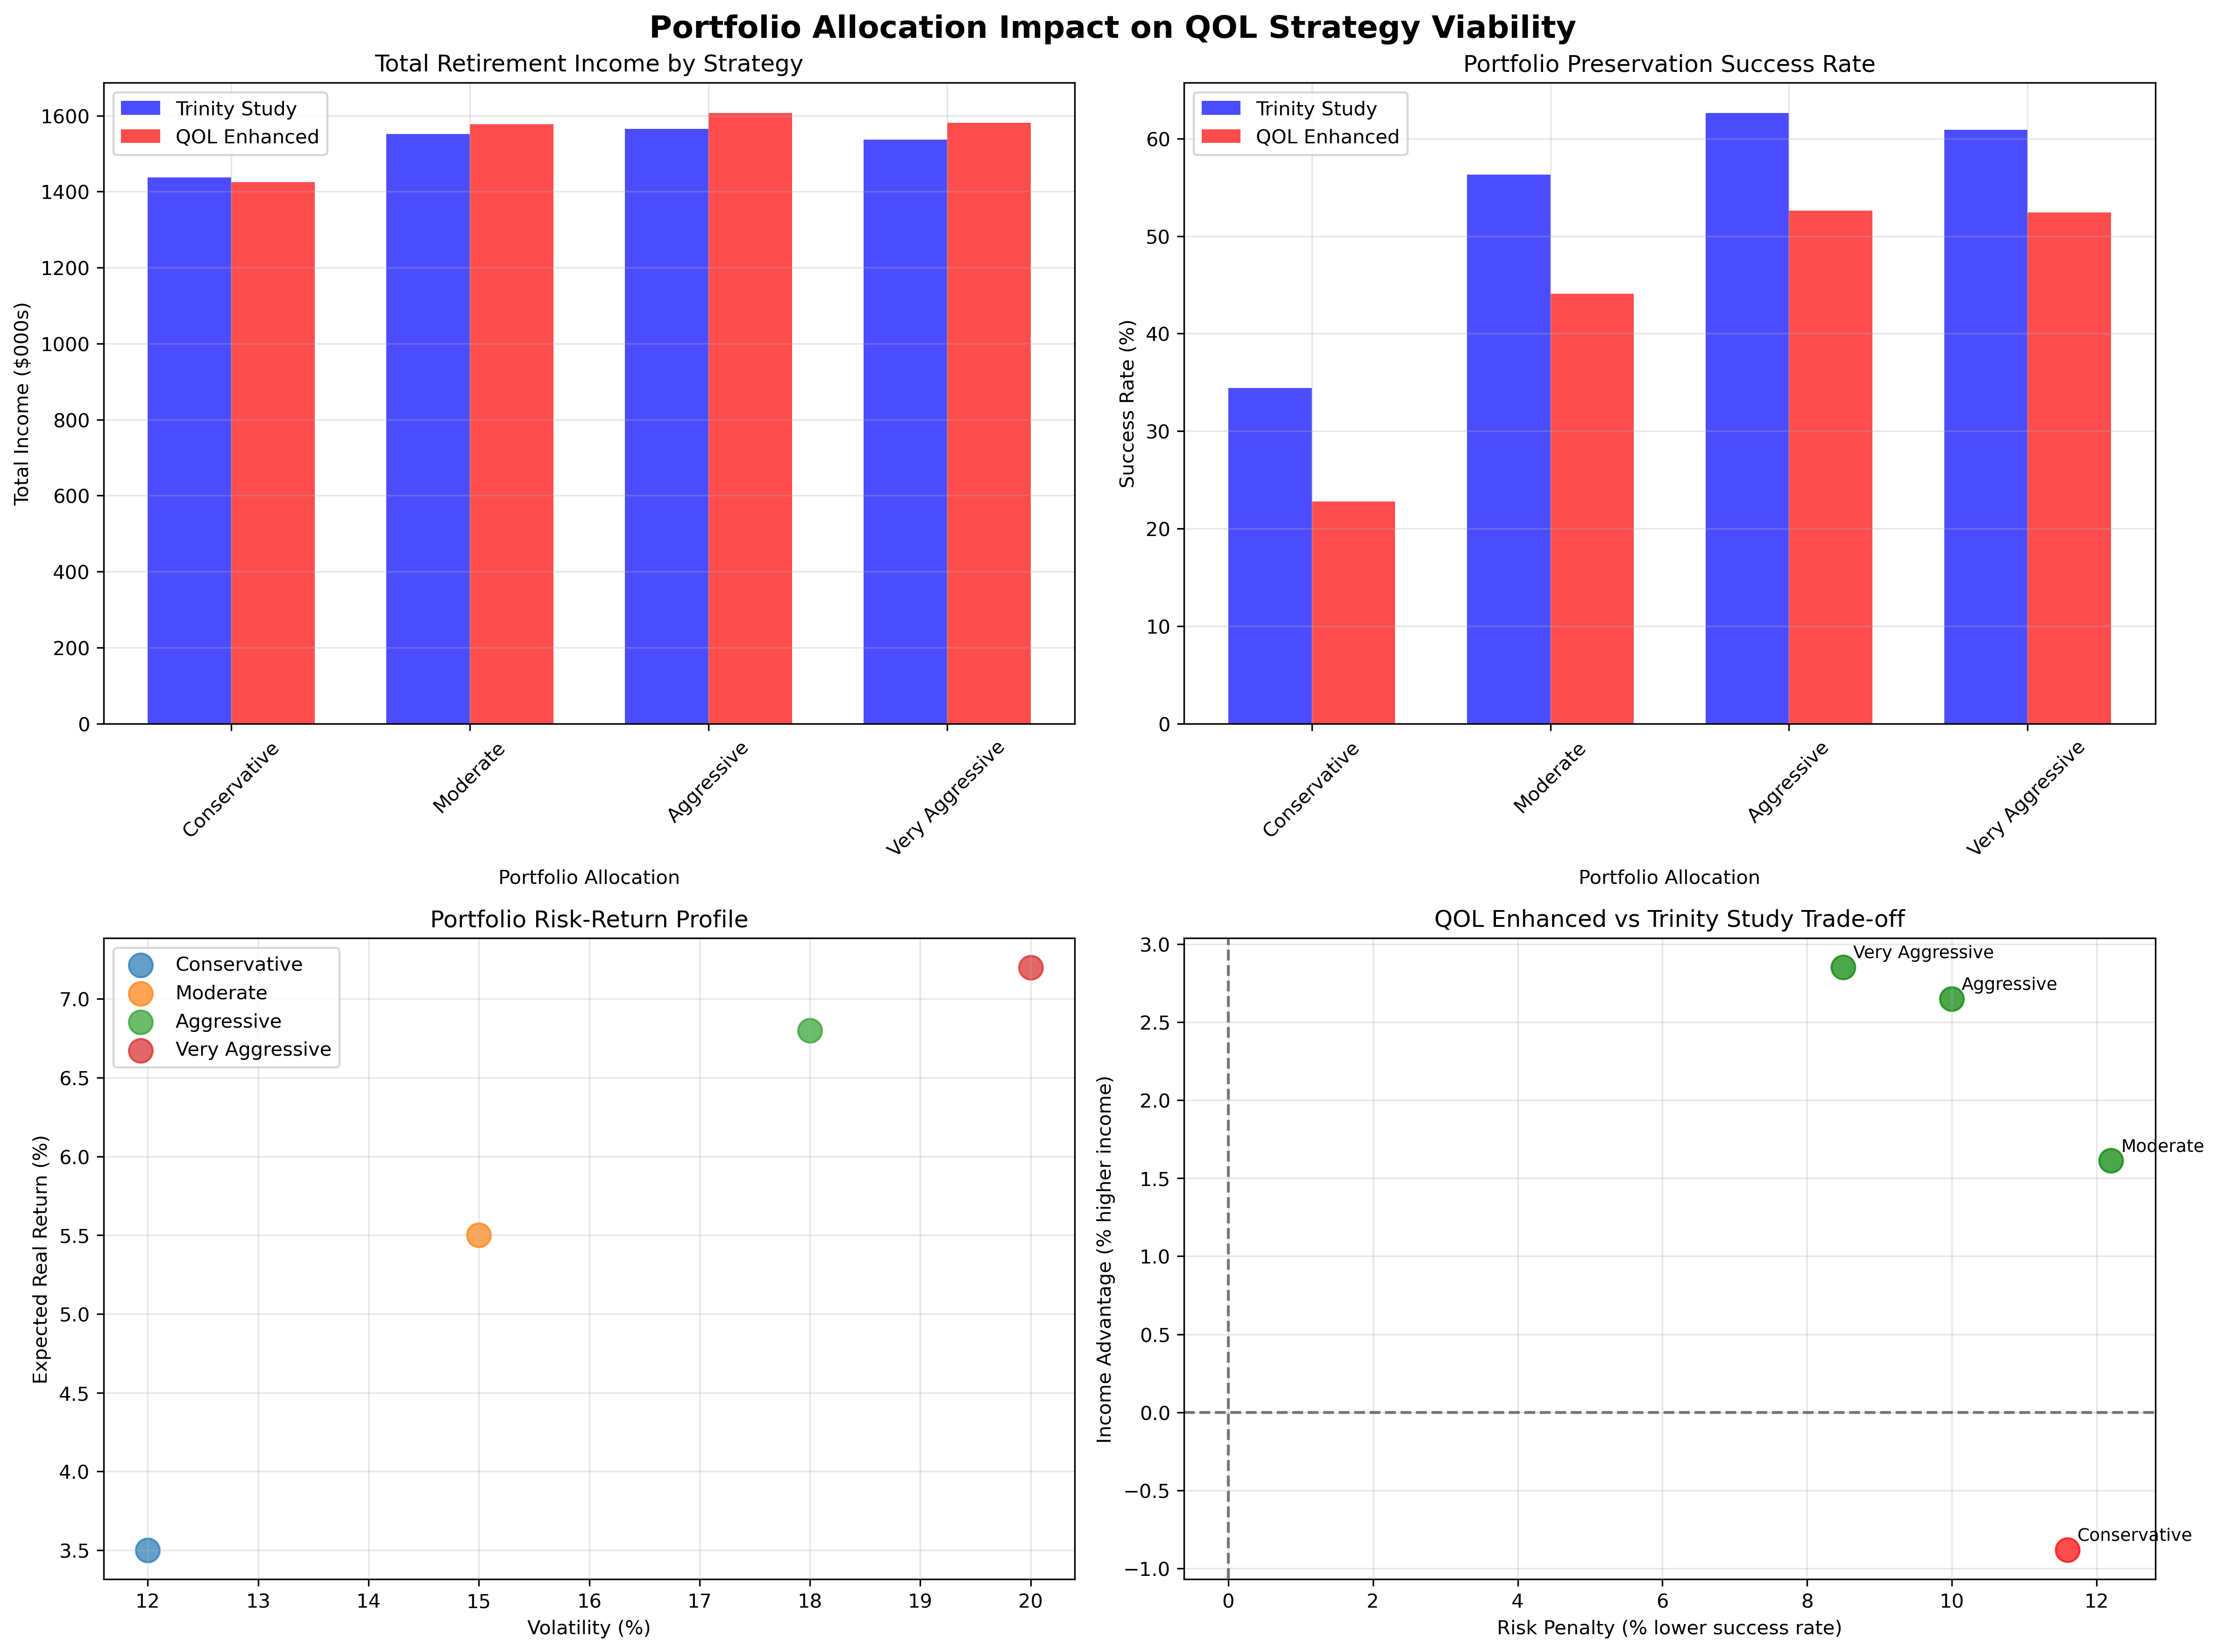 Portfolio Allocation Impact on QOL Strategy Viability
Total Retirement Income by Strategy
Trinity Study
QOL Enhanced
Total Income ($000s)
1600
1400
1200
1000
800
600
400
200
0
Conservative
Moderate
Aggressive
Very Aggressive
Portfolio Allocation
Portfolio Preservation Success Rate
Trinity Study
QOL Enhanced
Success Rate (%)
60
50
40
30
20
10
0
Conservative
Moderate
Aggressive
Very Aggressive
Portfolio Allocation
Portfolio Risk-Return Profile
Conservative
Moderate
Aggressive
Very Aggressive
Expected Real Return (%)
7.0
6.5
6.0
5.5
5.0
4.5
4.0
3.5
12 13 14 15 16 17 18 19 20
Volatility (%)
QOL Enhanced vs Trinity Study Trade-off
Very Aggressive
Aggressive
Moderate
Conservative
Income Advantage (% higher income)
3.0
2.5
2.0
1.5
1.0
0.5
0.0
−0.5
−1.0
0 2 4 6 8 10 12
Risk Penalty (% lower success rate)